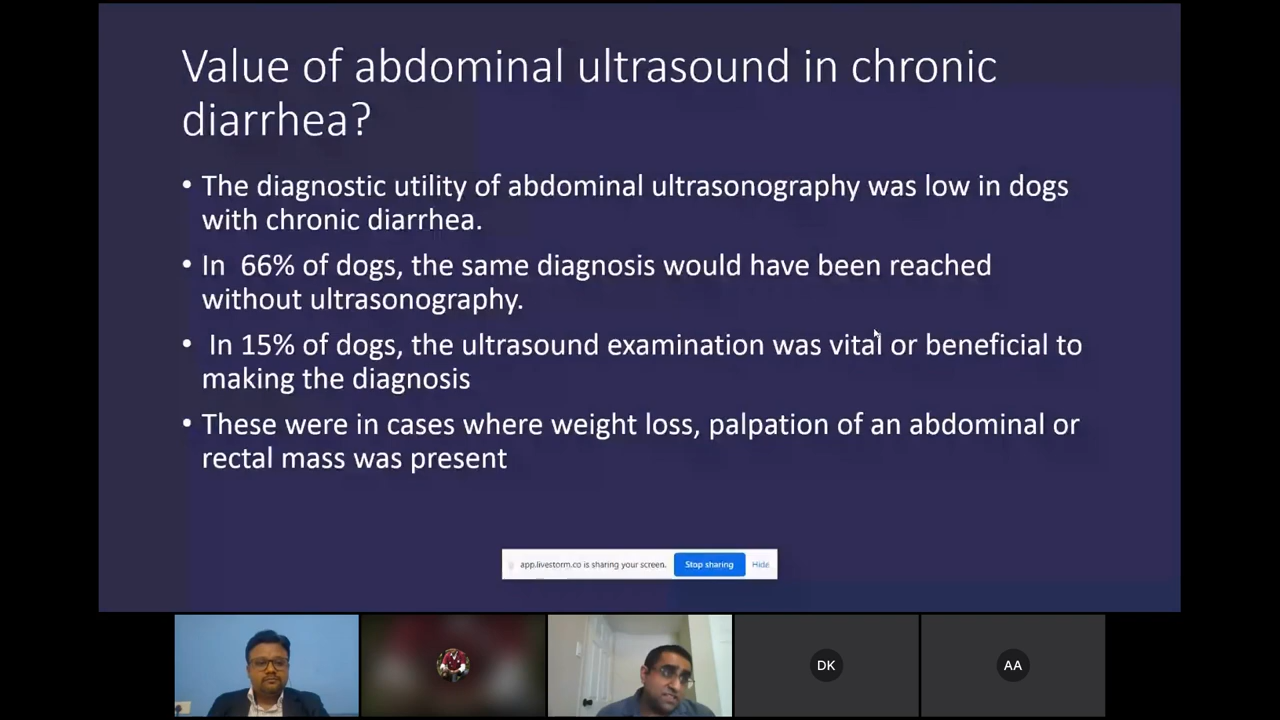 Value of abdominal ultrasound in chronic
diarrhea?
• The diagnostic utility of abdominal ultrasonography was low in dogs
with chronic diarrhea.
• In 66% of dogs, the same diagnosis would have been reached
without ultrasonography.
• In 15% of dogs, the ultrasound examination was vital or beneficial to
making the diagnosis
• These were in cases where weight loss, palpation of an abdominal or
rectal mass was present
app.livestorm.co is sharing your screen. Stop sharing Hide
DK AA